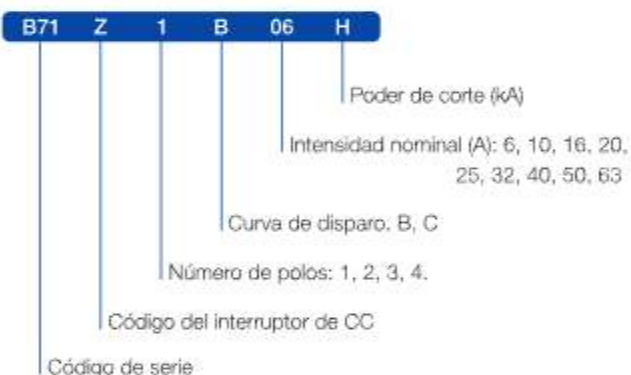 B71 Z 1 B 06 H
Poder de corte (kA)
Intensidad nominal (A): 6, 10, 16, 20,
25, 32, 40, 50, 63
Curva de disparo. B, C
Número de polos: 1, 2, 3, 4.
Código del interruptor de CC
Código de serie